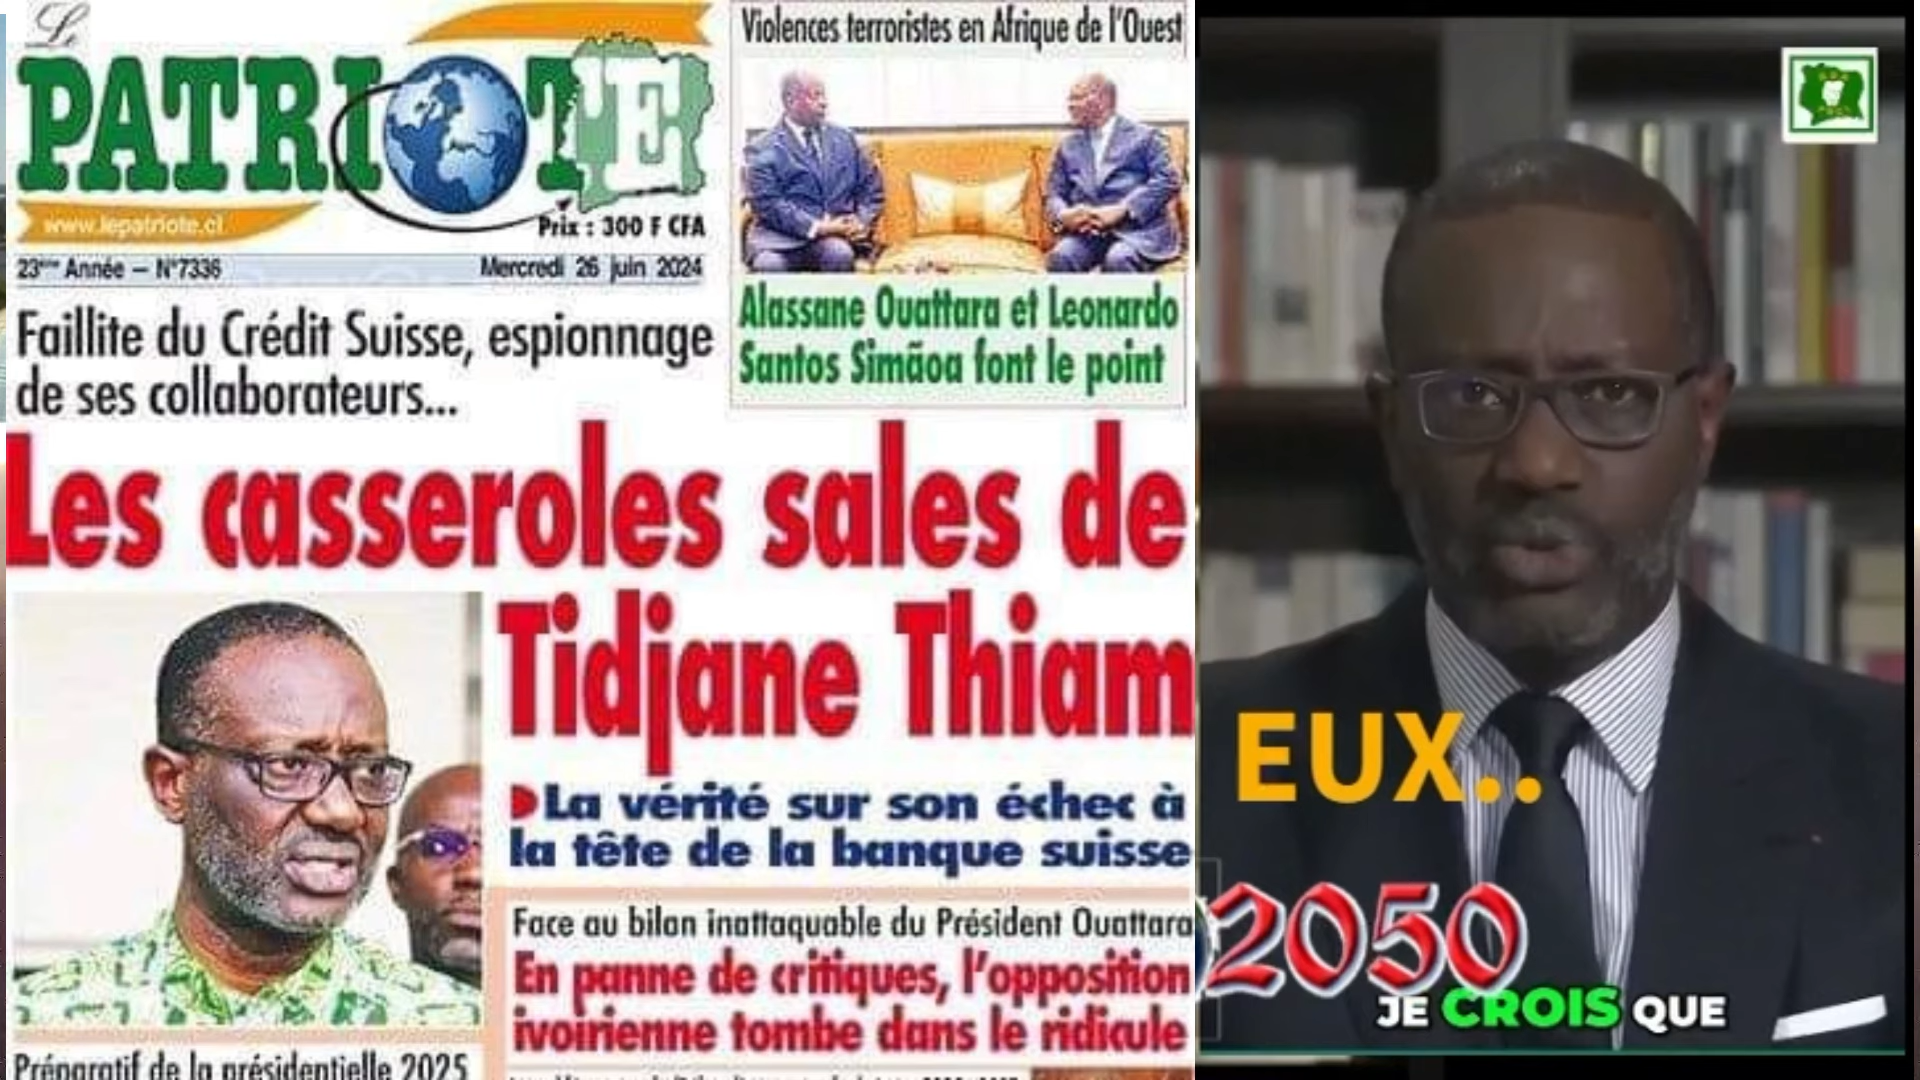 Le
PATRIOTE
www.lepatriote.ci
Prix : 300 F CFA
23ème Année – N°7336
Mercredi 26 juin 2024
Violences terroristes en Afrique de l'Ouest
Alassane Ouattara et Leonardo
Santos Simãoa font le point
Faillite du Crédit Suisse, espionnage
de ses collaborateurs...
Les casseroles sales de
Tidjane Thiam
La vérité sur son échec à
la tête de la banque suisse
Face au bilan inattaquable du Président Ouattara
En panne de critiques, l'opposition
ivoirienne tombe dans le ridicule
Préparatif de la présidentielle 2025
EUX..
2050
JE CROIS QUE